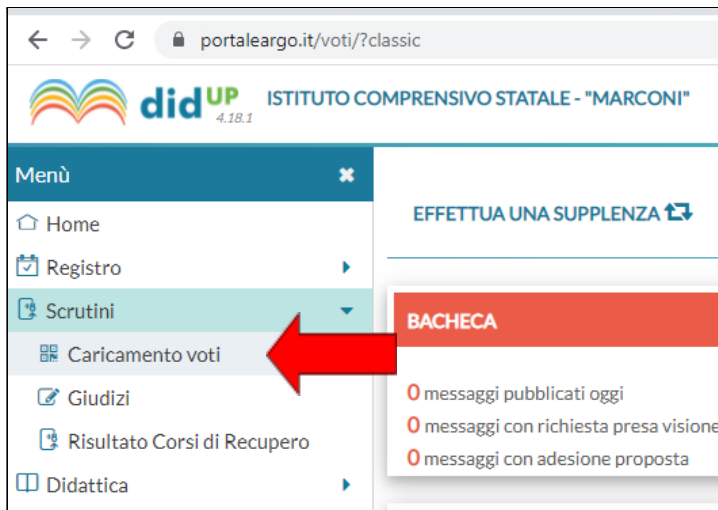 portaleargo.it/voti/?classic
didUP 4.18.1 ISTITUTO COMPRENSIVO STATALE - "MARCONI"
Menù
Home
Registro
Scrutini
Caricamento voti
Giudizi
Risultato Corsi di Recupero
Didattica
EFFETTUA UNA SUPPLENZA
BACHECA
0 messaggi pubblicati oggi
0 messaggi con richiesta presa visione
0 messaggi con adesione proposta